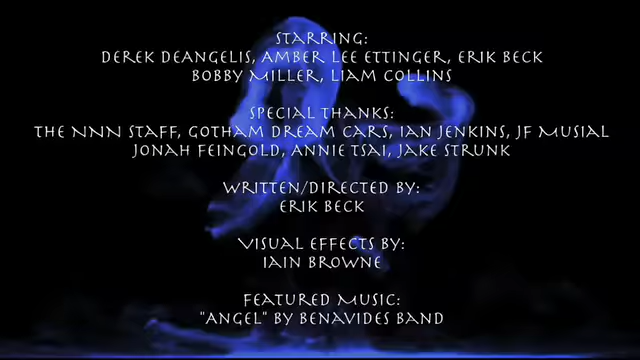 STARRING:
DEREK DEANGELIS, AMBER LEE ETTINGER, ERIK BECK
BOBBY MILLER, LIAM COLLINS
SPECIAL THANKS:
THE NNN STAFF, GOTHAM DREAM CARS, IAN JENKINS, JF MUSIAL
JONAH FEINGOLD, ANNIE TSAI, JAKE STRUNK
WRITTEN/DIRECTED BY:
ERIK BECK
VISUAL EFFECTS BY:
IAIN BROWNE
FEATURED MUSIC:
"ANGEL" BY BENAVIDES BAND